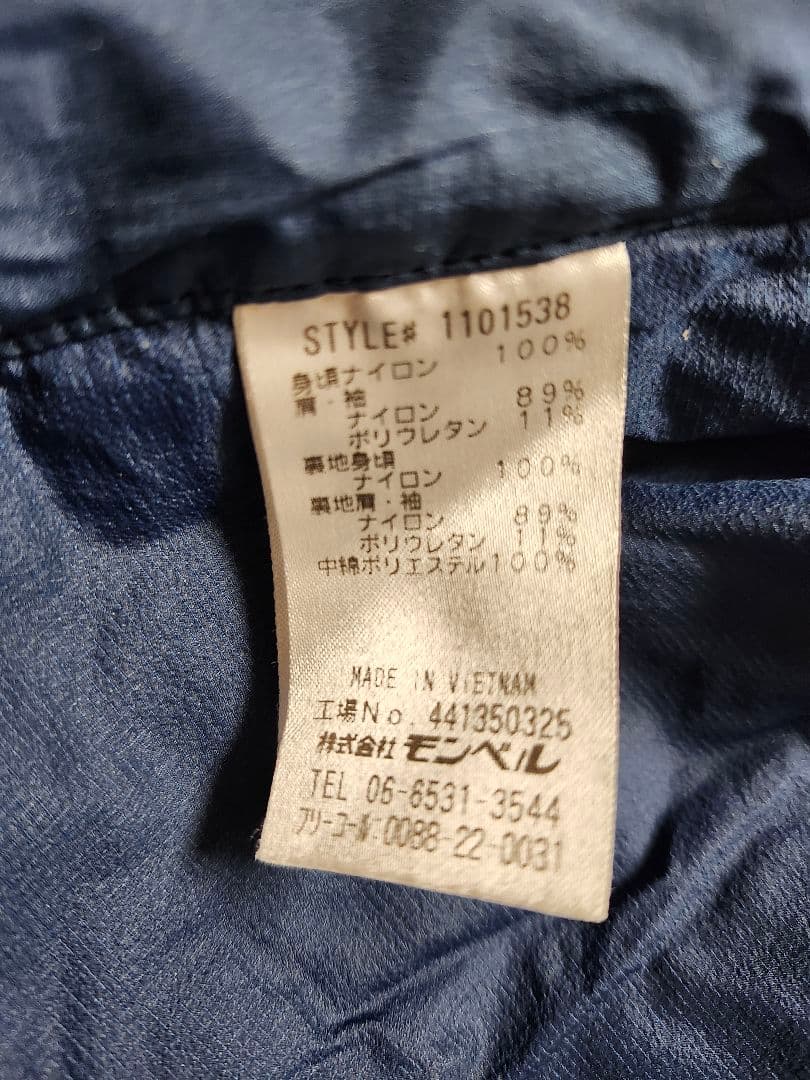 STYLE# 1101538
身頃ナイロン 100%
肩・袖
ナイロン 89%
ポリウレタン 11%
裏地身頃
ナイロン 100%
裏地肩・袖
ナイロン 89%
ポリウレタン 11%
中綿ポリエステル100%
MADE IN VIETNAM
工場No. 441350325
株式会社 モンベル
TEL 06-6531-3544
フリーコール:0088-22-0031